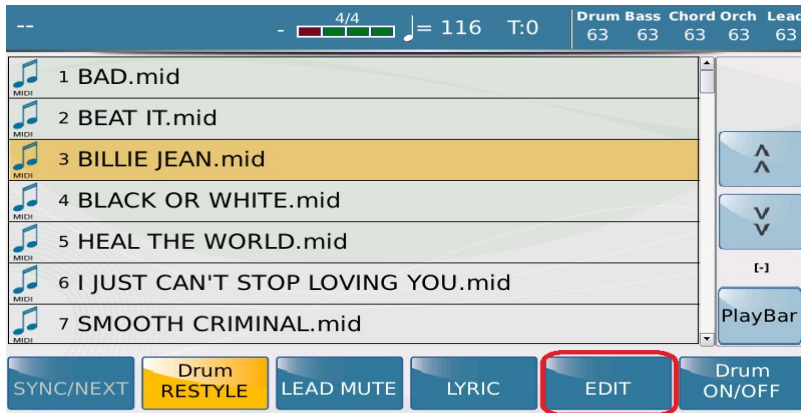 --
- 4/4 = 116 T:0
Drum Bass Chord Orch Lead
63 63 63 63 63
MIDI 1 BAD.mid
MIDI 2 BEAT IT.mid
MIDI 3 BILLIE JEAN.mid
MIDI 4 BLACK OR WHITE.mid
MIDI 5 HEAL THE WORLD.mid
MIDI 6 I JUST CAN'T STOP LOVING YOU.mid
MIDI 7 SMOOTH CRIMINAL.mid
[-]
PlayBar
SYNC/NEXT
Drum
RESTYLE
LEAD MUTE
LYRIC
EDIT
Drum
ON/OFF